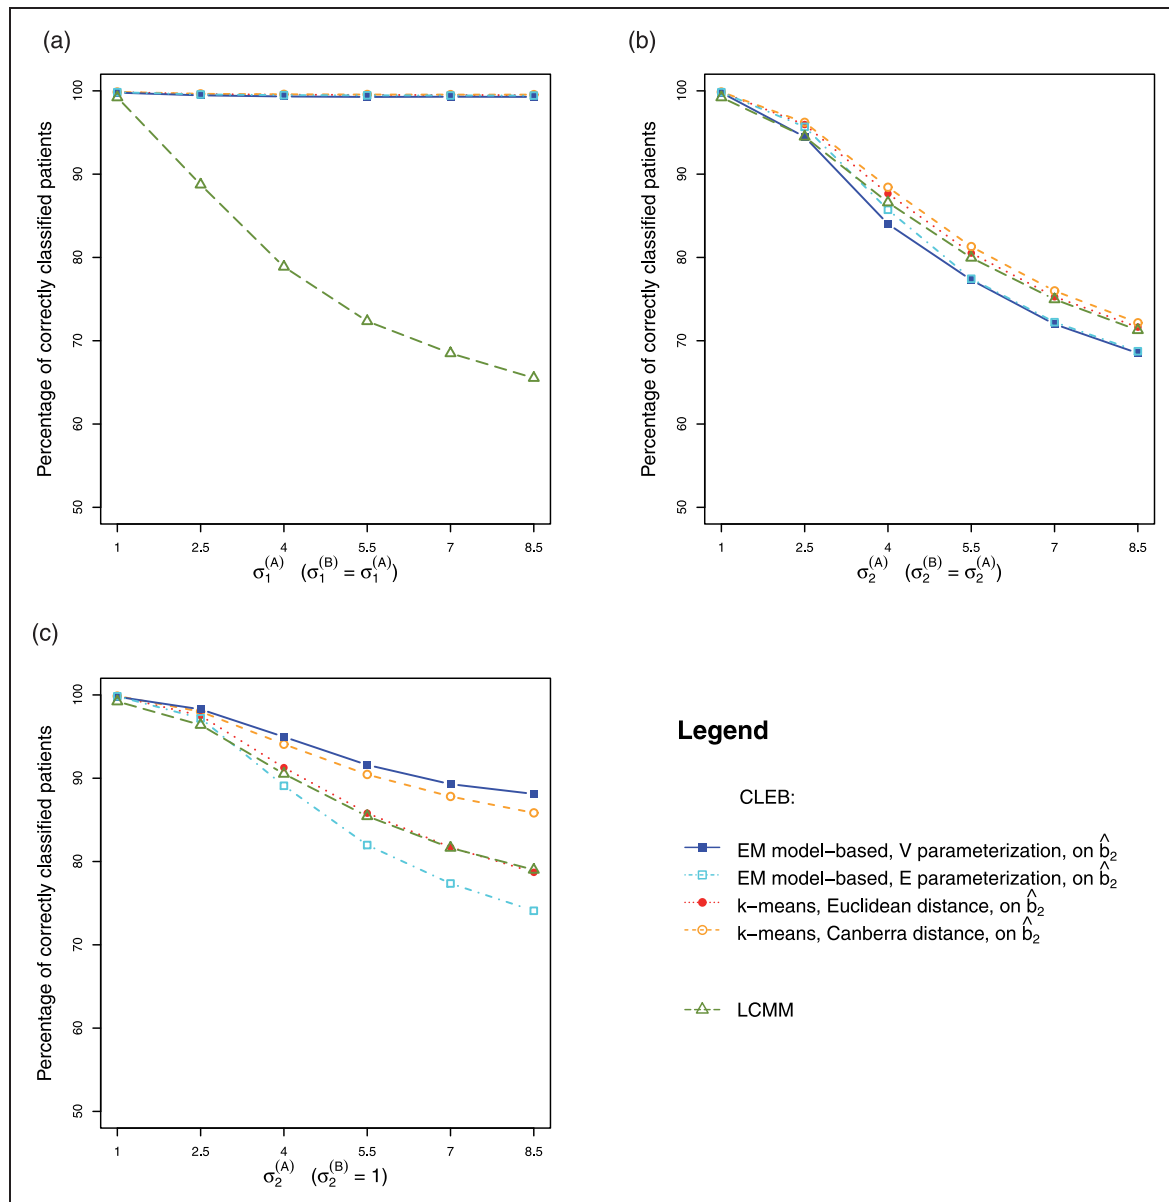 (a)
Percentage of correctly classified patients
100
90
80
70
60
50
1 2.5 4 5.5 7 8.5
σ₁⁽ᴬ⁾ (σ₁⁽ᴮ⁾ = σ₁⁽ᴬ⁾)
(b)
Percentage of correctly classified patients
100
90
80
70
60
50
1 2.5 4 5.5 7 8.5
σ₂⁽ᴬ⁾ (σ₂⁽ᴮ⁾ = σ₂⁽ᴬ⁾)
(c)
Percentage of correctly classified patients
100
90
80
70
60
50
1 2.5 4 5.5 7 8.5
σ₂⁽ᴬ⁾ (σ₂⁽ᴮ⁾ = 1)
Legend
CLEB:
EM model−based, V parameterization, on b̂₂
EM model−based, E parameterization, on b̂₂
k−means, Euclidean distance, on b̂₂
k−means, Canberra distance, on b̂₂
LCMM